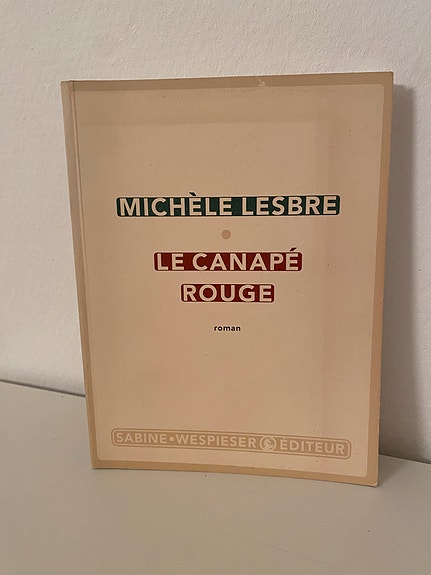 MICHÈLE LESBRE
LE CANAPÉ
ROUGE
roman
SABINE • WESPIESER ÉDITEUR